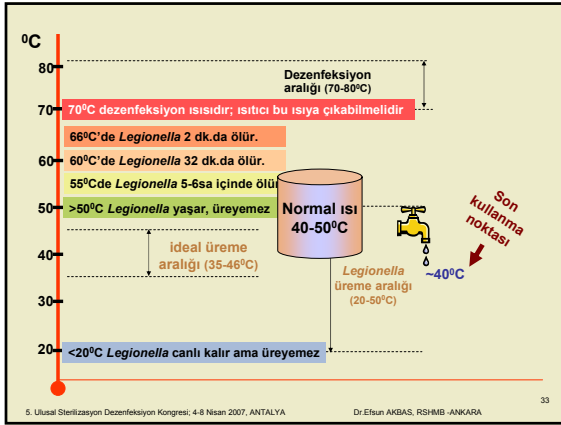 ⁰C
80
Dezenfeksiyon
aralığı (70-80⁰C)
70
70⁰C dezenfeksiyon ısısıdır; ısıtıcı bu ısıya çıkabilmelidir
66⁰C’de Legionella 2 dk.da ölür.
60
60⁰C’de Legionella 32 dk.da ölür.
55⁰Cde Legionella 5-6sa içinde ölür
50
>50⁰C Legionella yaşar, üreyemez
Normal ısı
40-50⁰C
Son
kullanma
noktası
ideal üreme
aralığı (35-46⁰C)
40
~40⁰C
Legionella
üreme aralığı
(20-50⁰C)
30
20
<20⁰C Legionella canlı kalır ama üreyemez
33
5. Ulusal Sterilizasyon Dezenfeksiyon Kongresi; 4-8 Nisan 2007, ANTALYA
Dr.Efsun AKBAS, RSHMB -ANKARA